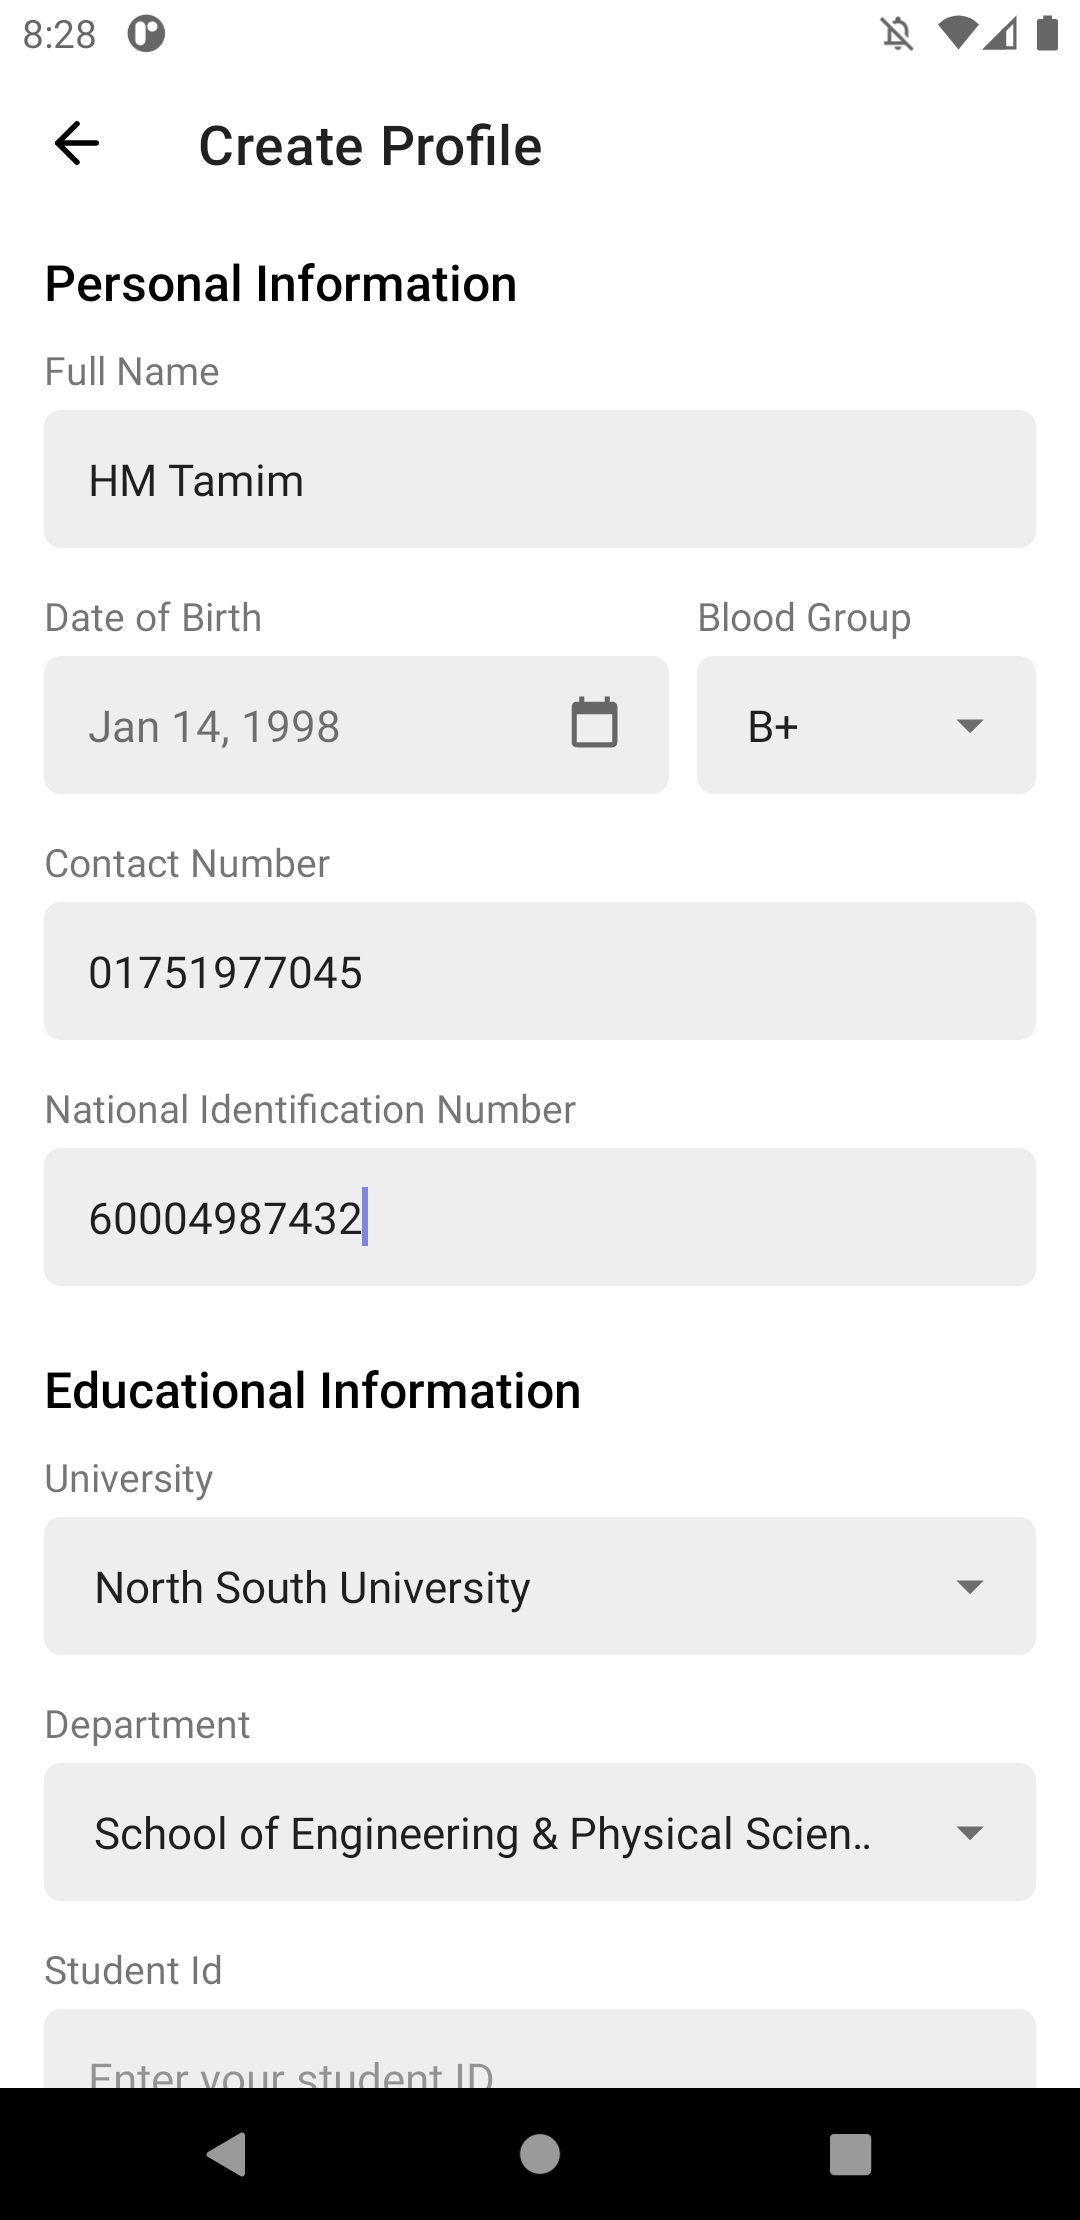 8:28
Create Profile
Personal Information
Full Name
HM Tamim
Date of Birth
Blood Group
Jan 14, 1998
B+
Contact Number
01751977045
National Identification Number
60004987432
Educational Information
University
North South University
Department
School of Engineering & Physical Scien..
Student Id
Enter your student ID